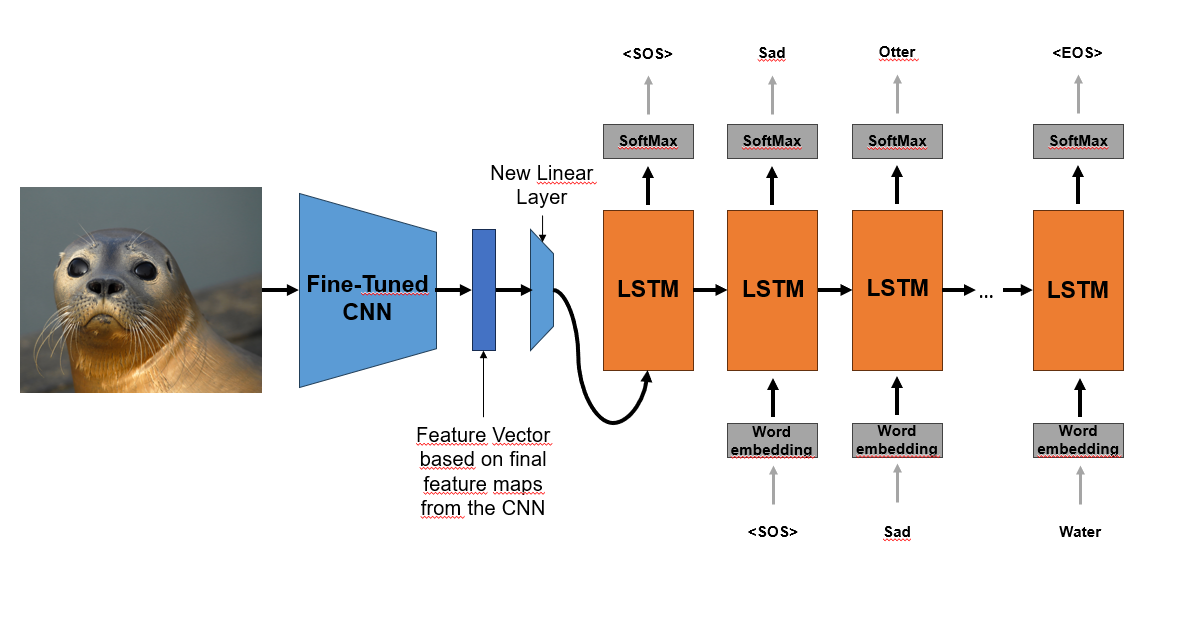 <SOS>
Sad
Otter
<EOS>
SoftMax
SoftMax
SoftMax
SoftMax
New Linear
Layer
Fine-Tuned
CNN
LSTM
LSTM
LSTM
...
LSTM
Feature Vector
based on final
feature maps
from the CNN
Word
embedding
Word
embedding
Word
embedding
<SOS>
Sad
Water